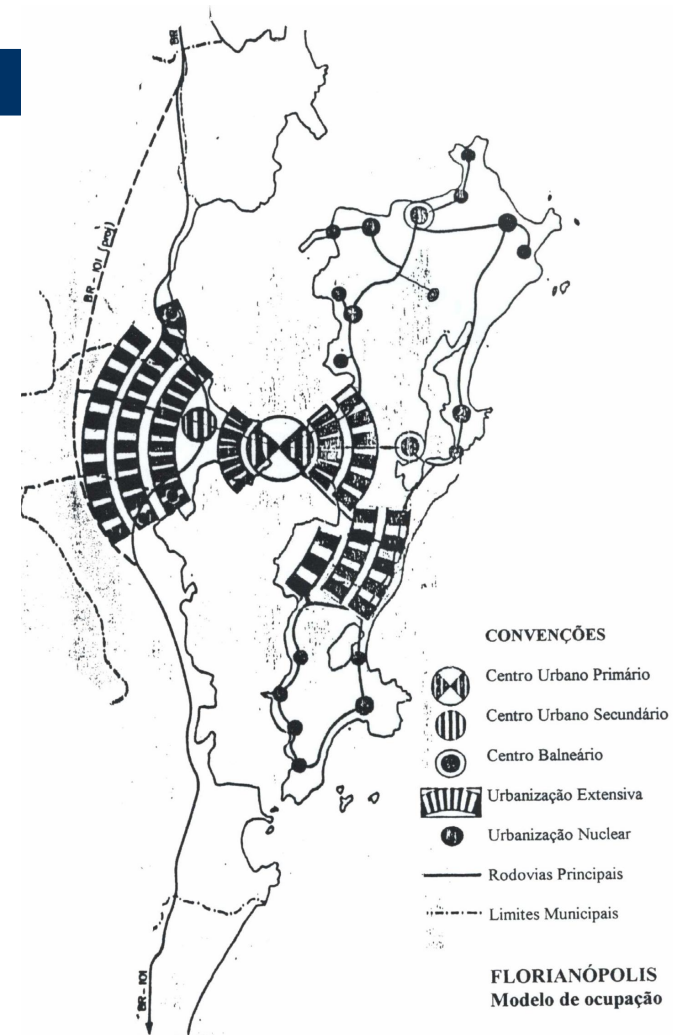 BR
BR-101 (proj)
CONVENÇÕES
Centro Urbano Primário
Centro Urbano Secundário
Centro Balneário
Urbanização Extensiva
Urbanização Nuclear
Rodovias Principais
Limites Municipais
BR-101
FLORIANÓPOLIS
Modelo de ocupação